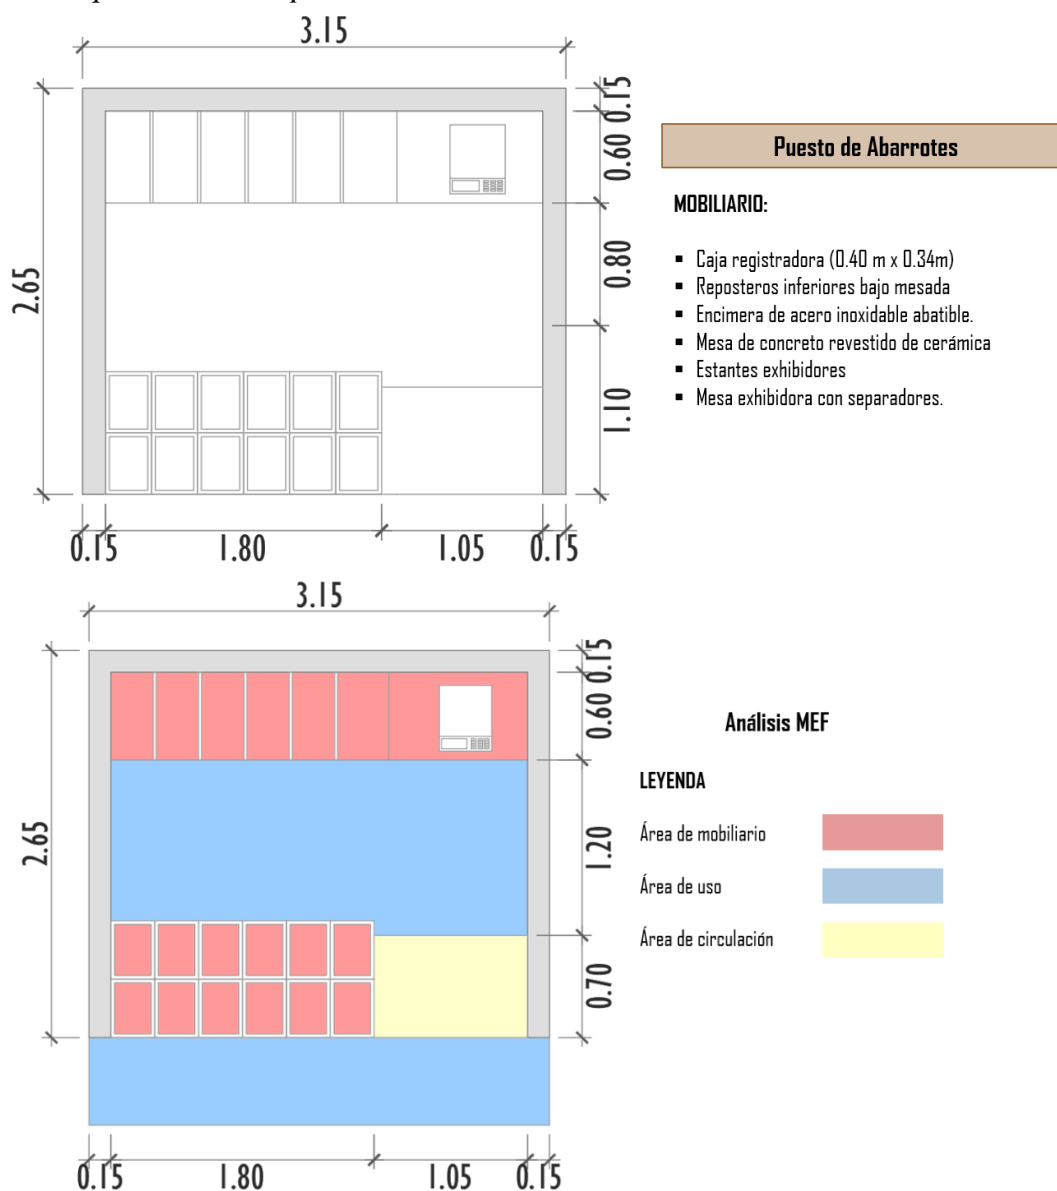 3.15
0.15
0.60
2.65
0.80
1.10
0.15
1.80
1.05
0.15
Puesto de Abarrotes
MOBILIARIO:
▪ Caja registradora (0.40 m x 0.34m)
▪ Reposteros inferiores bajo mesada
▪ Encimera de acero inoxidable abatible.
▪ Mesa de concreto revestido de cerámica
▪ Estantes exhibidores
▪ Mesa exhibidora con separadores.
3.15
0.15
0.60
2.65
1.20
0.70
0.15
1.80
1.05
0.15
Análisis MEF
LEYENDA
Área de mobiliario
Área de uso
Área de circulación